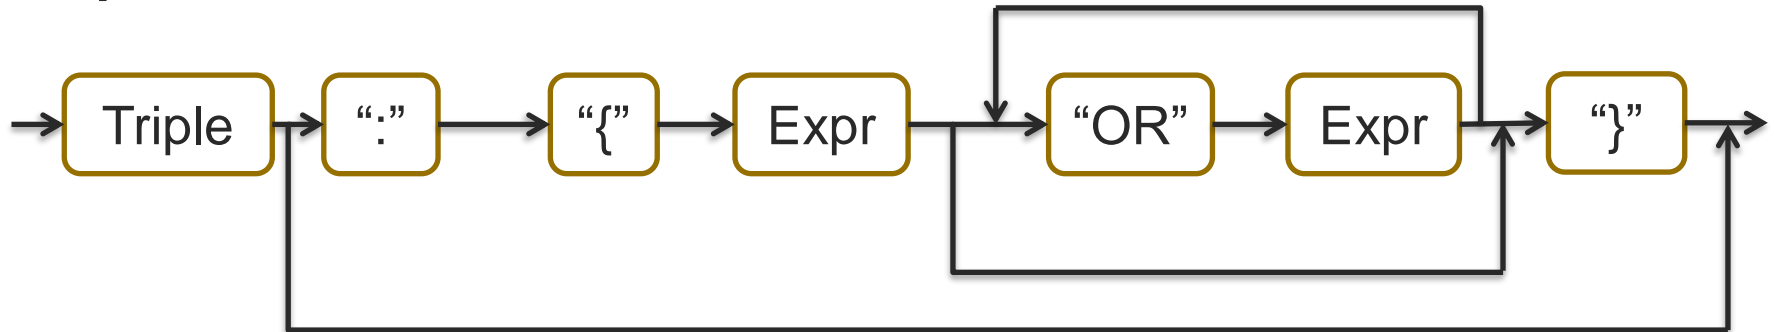 Triple “:” “{” Expr “OR” Expr “}”